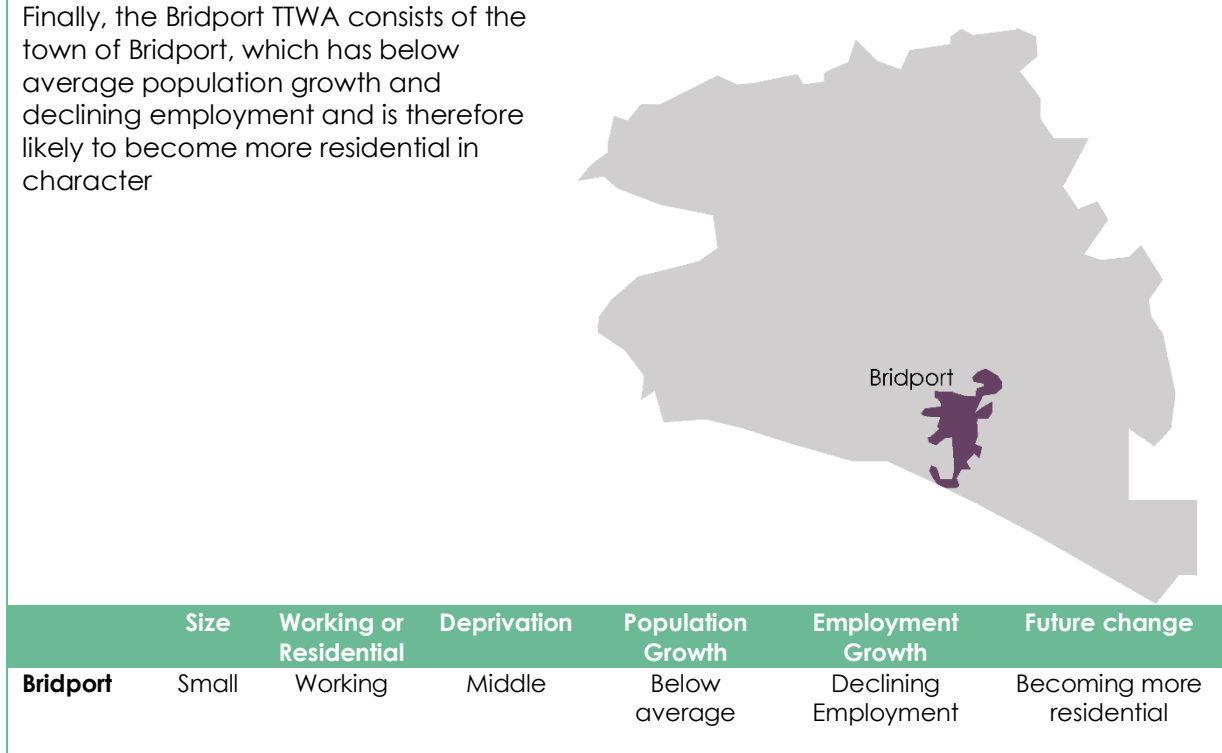 Finally, the Bridport TTWA consists of the
town of Bridport, which has below
average population growth and
declining employment and is therefore
likely to become more residential in
character
Bridport
Size Working or Residential Deprivation Population Growth Employment Growth Future change
Bridport Small Working Middle Below average Declining Employment Becoming more residential